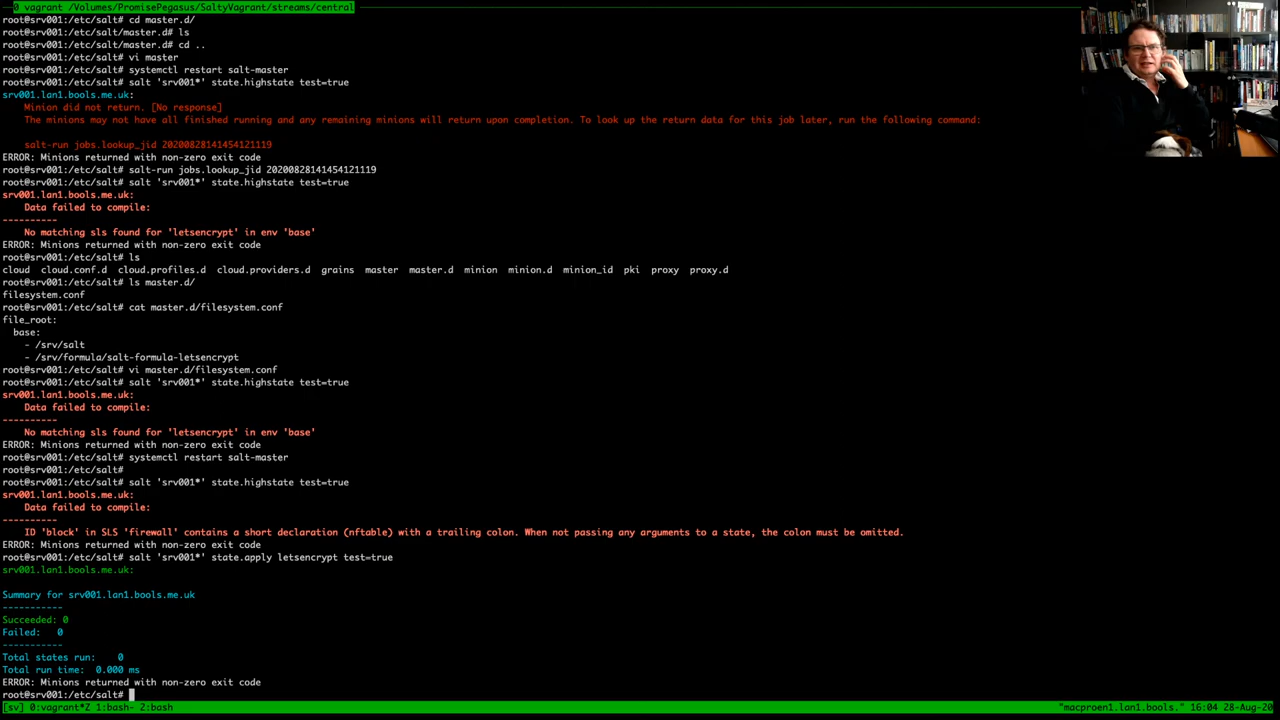 0 vagrant /Volumes/PromisePegasus/SaltyVagrant/streams/central
root@srv001:/etc/salt# cd master.d/
root@srv001:/etc/salt/master.d# ls
root@srv001:/etc/salt/master.d# cd ..
root@srv001:/etc/salt# vi master
root@srv001:/etc/salt# systemctl restart salt-master
root@srv001:/etc/salt# salt 'srv001*' state.highstate test=true
srv001.lan1.bools.me.uk:
Minion did not return. [No response]
The minions may not have all finished running and any remaining minions will return upon completion. To look up the return data for this job later, run the following command:
salt-run jobs.lookup_jid 20200828141454121119
ERROR: Minions returned with non-zero exit code
root@srv001:/etc/salt# salt-run jobs.lookup_jid 20200828141454121119
root@srv001:/etc/salt# salt 'srv001*' state.highstate test=true
srv001.lan1.bools.me.uk:
Data failed to compile:
----------
No matching sls found for 'letsencrypt' in env 'base'
ERROR: Minions returned with non-zero exit code
root@srv001:/etc/salt# ls
cloud cloud.conf.d cloud.profiles.d cloud.providers.d grains master master.d minion minion.d minion_id pki proxy proxy.d
root@srv001:/etc/salt# ls master.d/
filesystem.conf
root@srv001:/etc/salt# cat master.d/filesystem.conf
file_root:
base:
- /srv/salt
- /srv/formula/salt-formula-letsencrypt
root@srv001:/etc/salt# vi master.d/filesystem.conf
root@srv001:/etc/salt# salt 'srv001*' state.highstate test=true
srv001.lan1.bools.me.uk:
Data failed to compile:
----------
No matching sls found for 'letsencrypt' in env 'base'
ERROR: Minions returned with non-zero exit code
root@srv001:/etc/salt# systemctl restart salt-master
root@srv001:/etc/salt#
root@srv001:/etc/salt# salt 'srv001*' state.highstate test=true
srv001.lan1.bools.me.uk:
Data failed to compile:
----------
ID 'block' in SLS 'firewall' contains a short declaration (nftable) with a trailing colon. When not passing any arguments to a state, the colon must be omitted.
ERROR: Minions returned with non-zero exit code
root@srv001:/etc/salt# salt 'srv001*' state.apply letsencrypt test=true
srv001.lan1.bools.me.uk:
Summary for srv001.lan1.bools.me.uk
-----------
Succeeded: 0
Failed: 0
-----------
Total states run: 0
Total run time: 0.000 ms
ERROR: Minions returned with non-zero exit code
root@srv001:/etc/salt#
[sv] 0:vagrant*Z 1:bash- 2:bash "macproen1.lan1.bools." 16:04 28-Aug-20